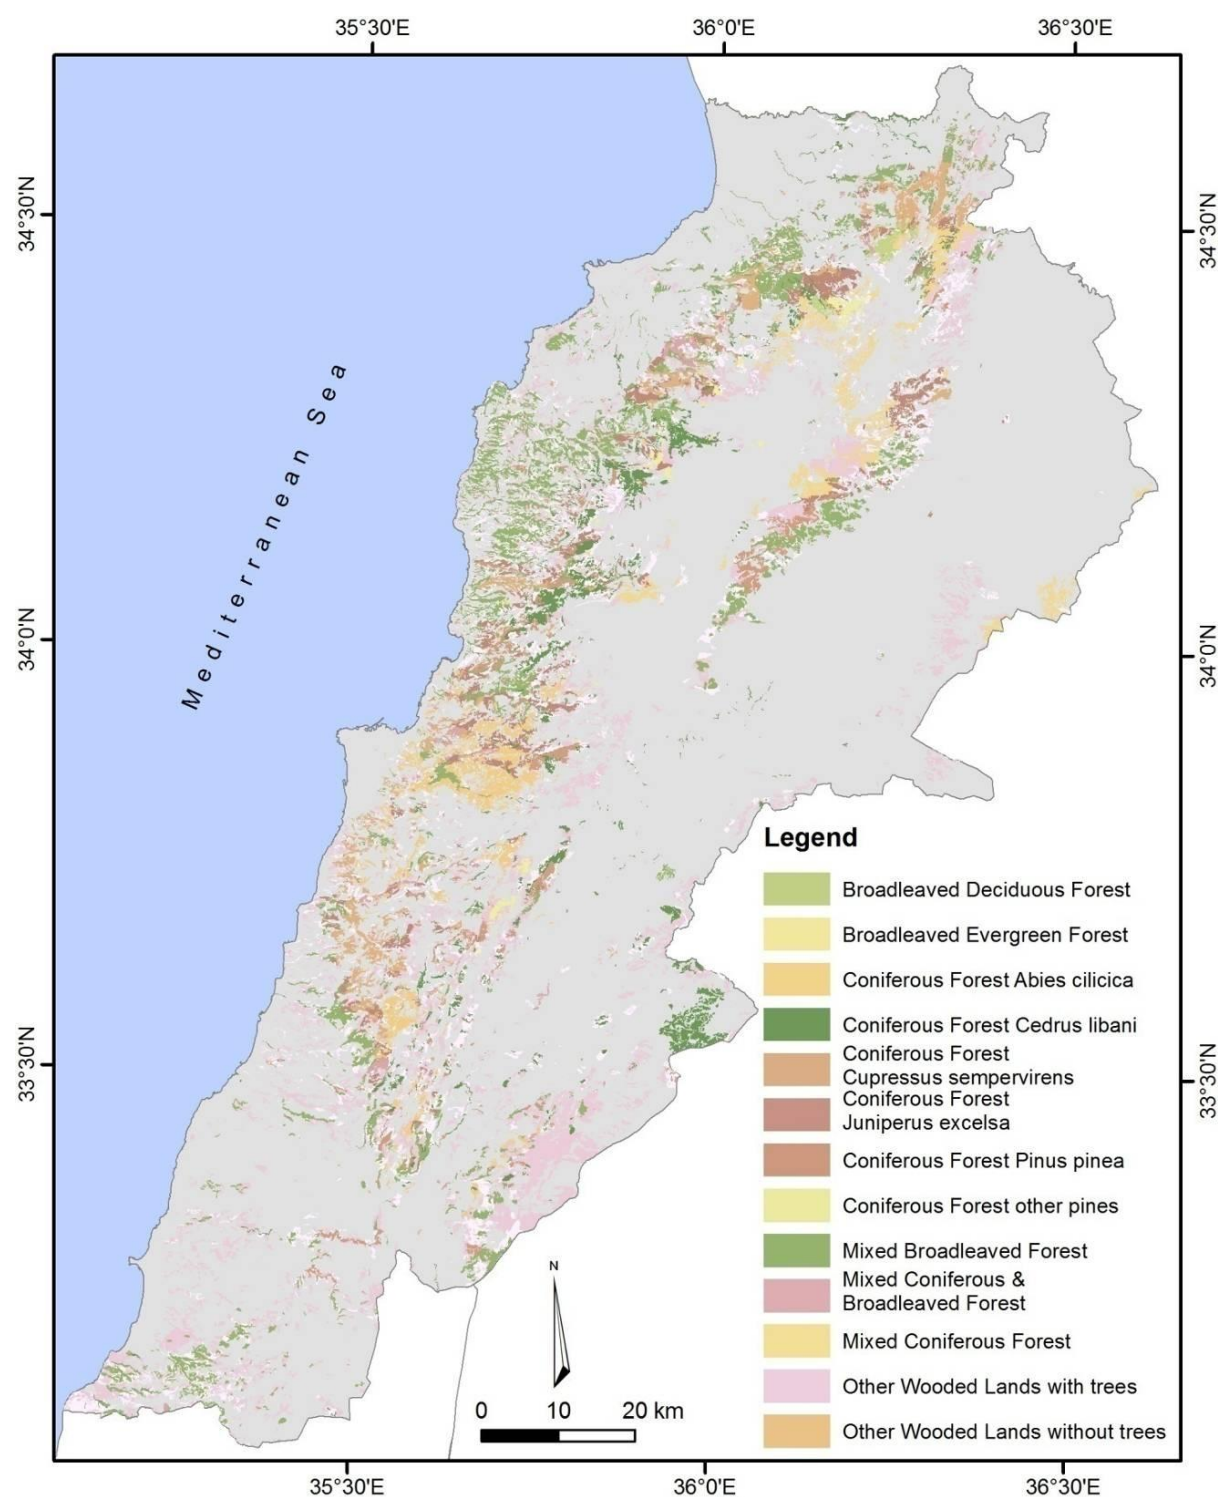 35°30'E 36°0'E 36°30'E
34°30'N
34°30'N
Mediterranean Sea
34°0'N
34°0'N
33°30'N
33°30'N
Legend
Broadleaved Deciduous Forest
Broadleaved Evergreen Forest
Coniferous Forest Abies cilicica
Coniferous Forest Cedrus libani
Coniferous Forest
Cupressus sempervirens
Coniferous Forest
Juniperus excelsa
Coniferous Forest Pinus pinea
Coniferous Forest other pines
Mixed Broadleaved Forest
Mixed Coniferous &
Broadleaved Forest
Mixed Coniferous Forest
Other Wooded Lands with trees
Other Wooded Lands without trees
N
0 10 20 km
35°30'E 36°0'E 36°30'E